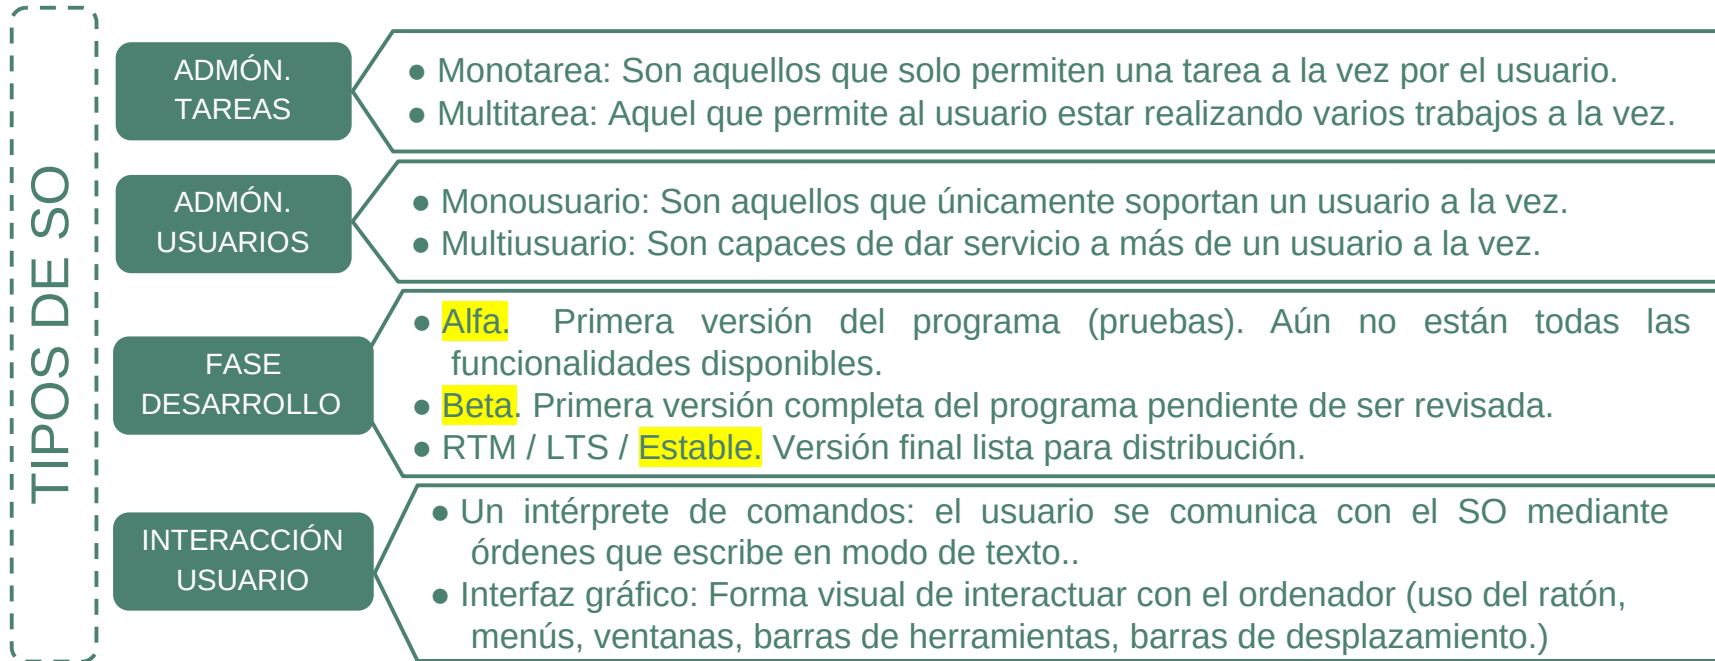 TIPOS DE SO
ADMÓN.
TAREAS
● Monotarea: Son aquellos que solo permiten una tarea a la vez por el usuario.
● Multitarea: Aquel que permite al usuario estar realizando varios trabajos a la vez.
ADMÓN.
USUARIOS
● Monousuario: Son aquellos que únicamente soportan un usuario a la vez.
● Multiusuario: Son capaces de dar servicio a más de un usuario a la vez.
FASE
DESARROLLO
● Alfa. Primera versión del programa (pruebas). Aún no están todas las
funcionalidades disponibles.
● Beta. Primera versión completa del programa pendiente de ser revisada.
● RTM / LTS / Estable. Versión final lista para distribución.
INTERACCIÓN
USUARIO
● Un intérprete de comandos: el usuario se comunica con el SO mediante
órdenes que escribe en modo de texto..
● Interfaz gráfico: Forma visual de interactuar con el ordenador (uso del ratón,
menús, ventanas, barras de herramientas, barras de desplazamiento.)